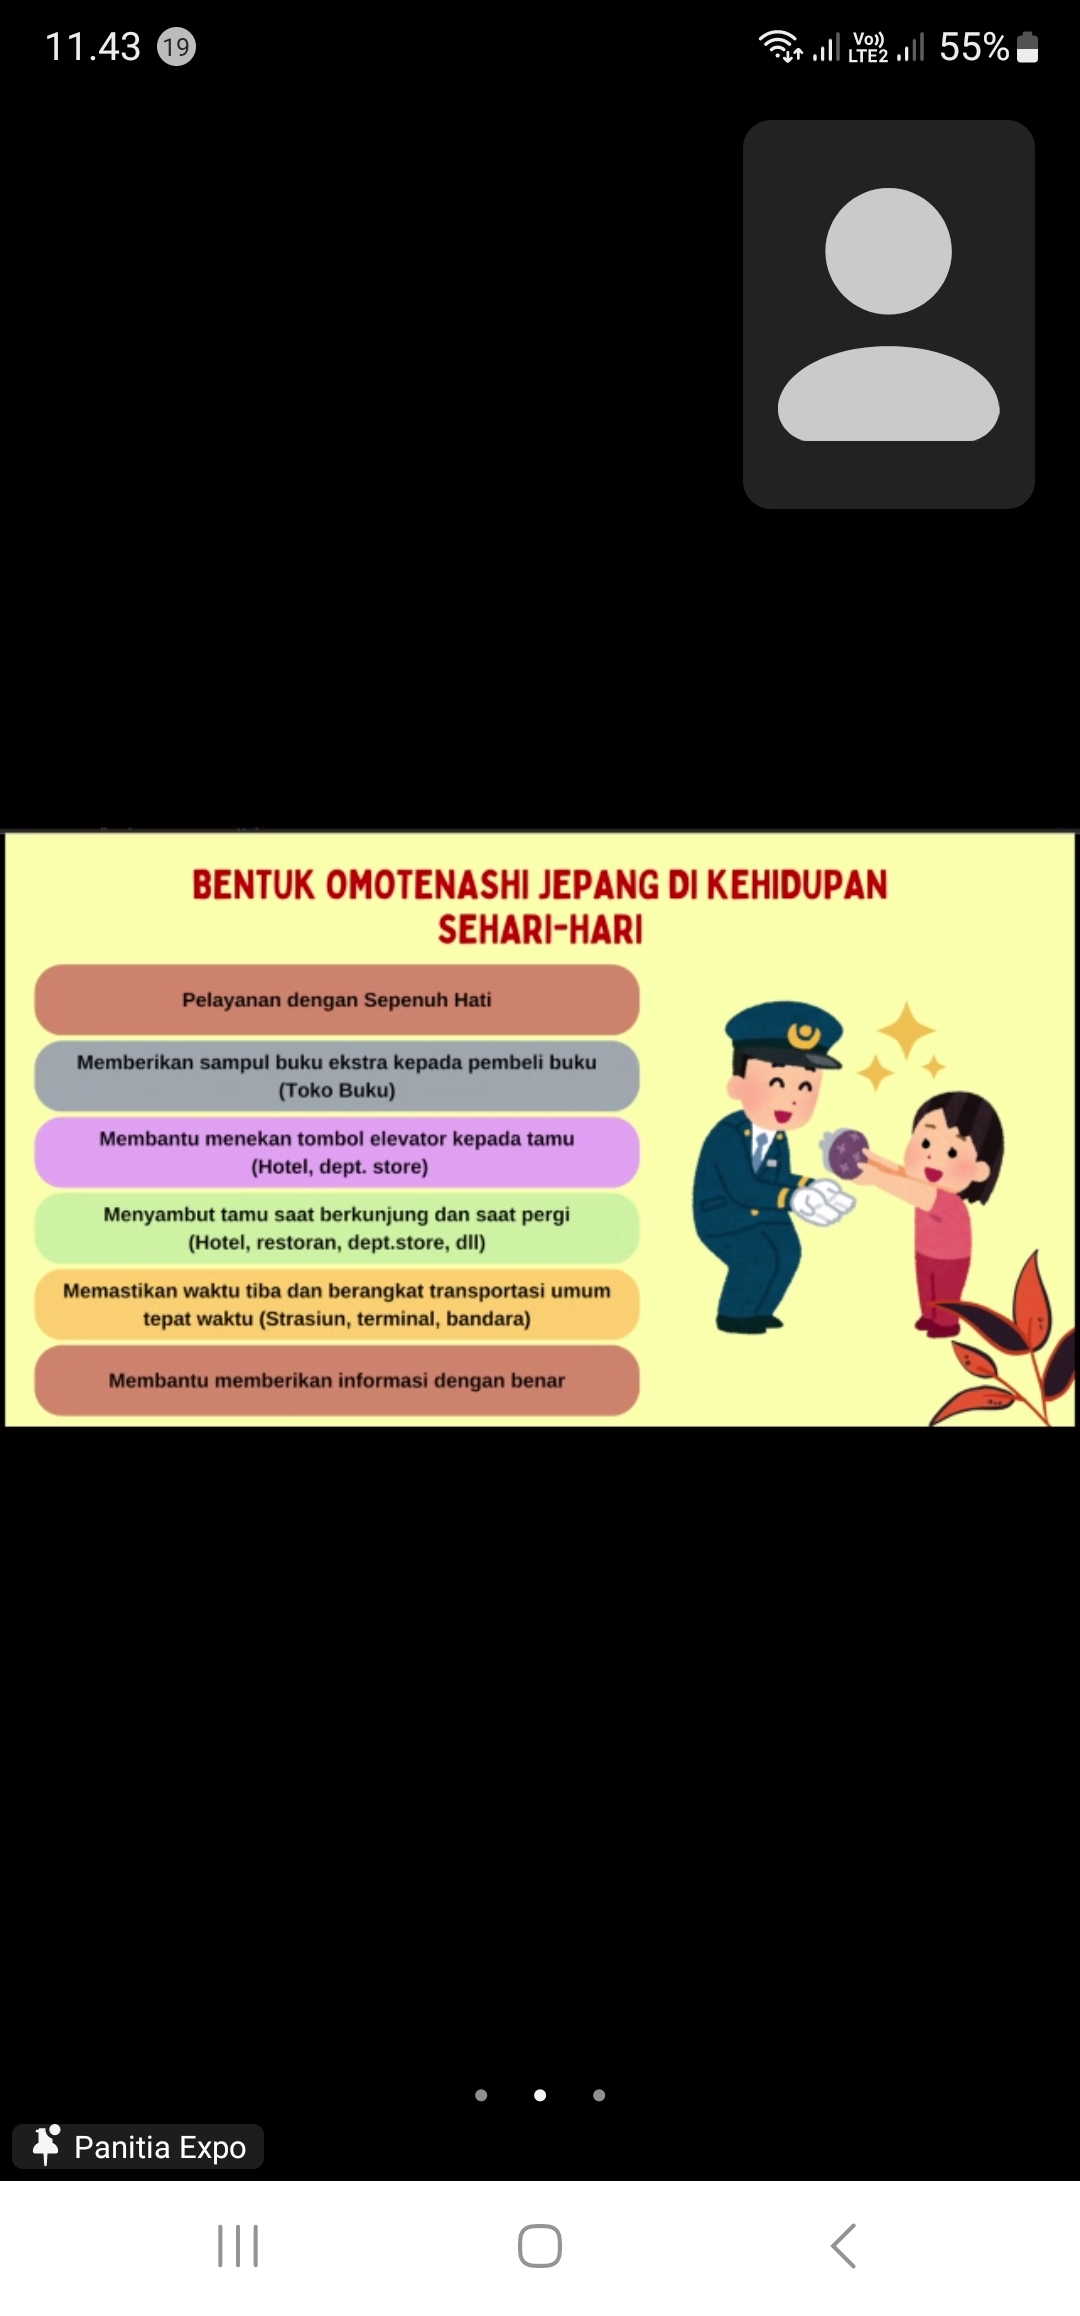 11.43 19 Vo)) LTE2 55%
BENTUK OMOTENASHI JEPANG DI KEHIDUPAN
SEHARI-HARI
Pelayanan dengan Sepenuh Hati
Memberikan sampul buku ekstra kepada pembeli buku
(Toko Buku)
Membantu menekan tombol elevator kepada tamu
(Hotel, dept. store)
Menyambut tamu saat berkunjung dan saat pergi
(Hotel, restoran, dept.store, dll)
Memastikan waktu tiba dan berangkat transportasi umum
tepat waktu (Strasiun, terminal, bandara)
Membantu memberikan informasi dengan benar
Panitia Expo